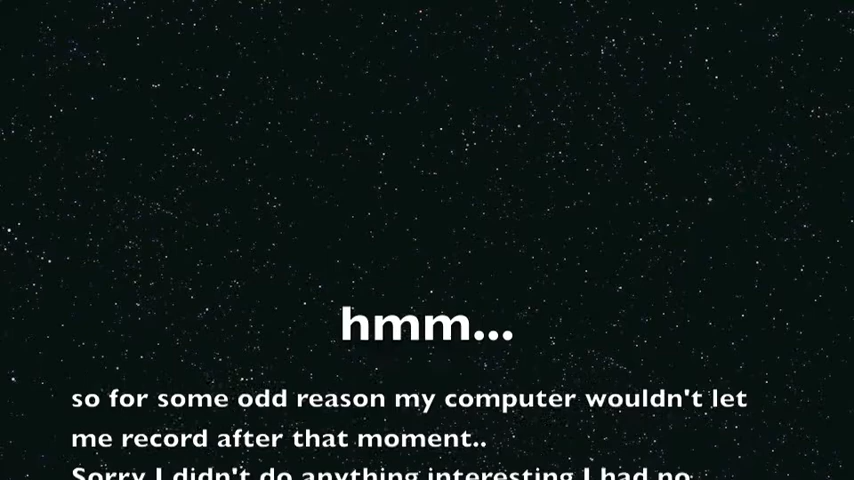 hmm...
so for some odd reason my computer wouldn't let
me record after that moment..
Sorry I didn't do anything interesting I had no